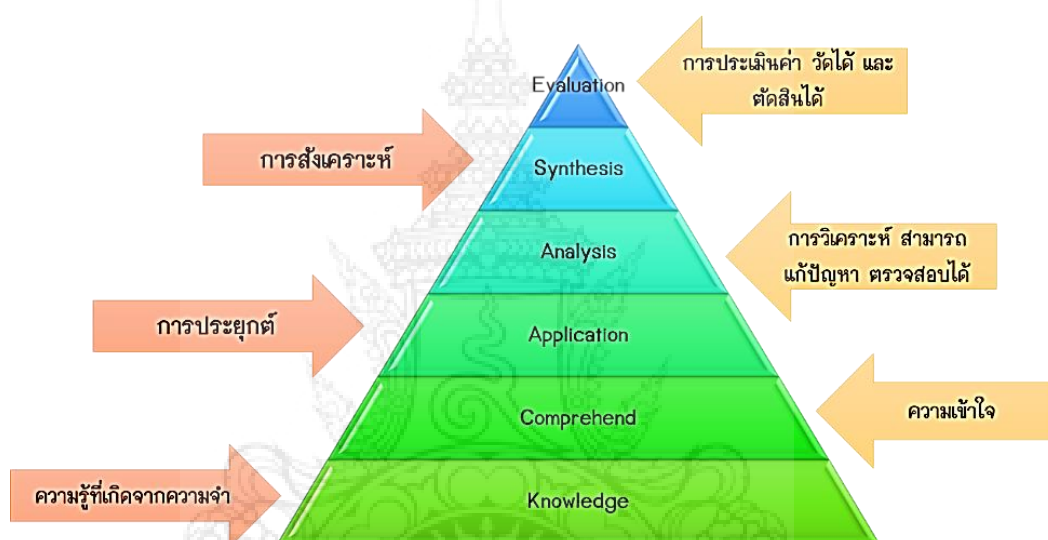 การประเมินค่า วัดได้ และ
ตัดสินได้
Evaluation
การสังเคราะห์
Synthesis
การวิเคราะห์ สามารถ
แก้ปัญหา ตรวจสอบได้
Analysis
การประยุกต์
Application
ความเข้าใจ
Comprehend
ความรู้ที่เกิดจากความจำ
Knowledge